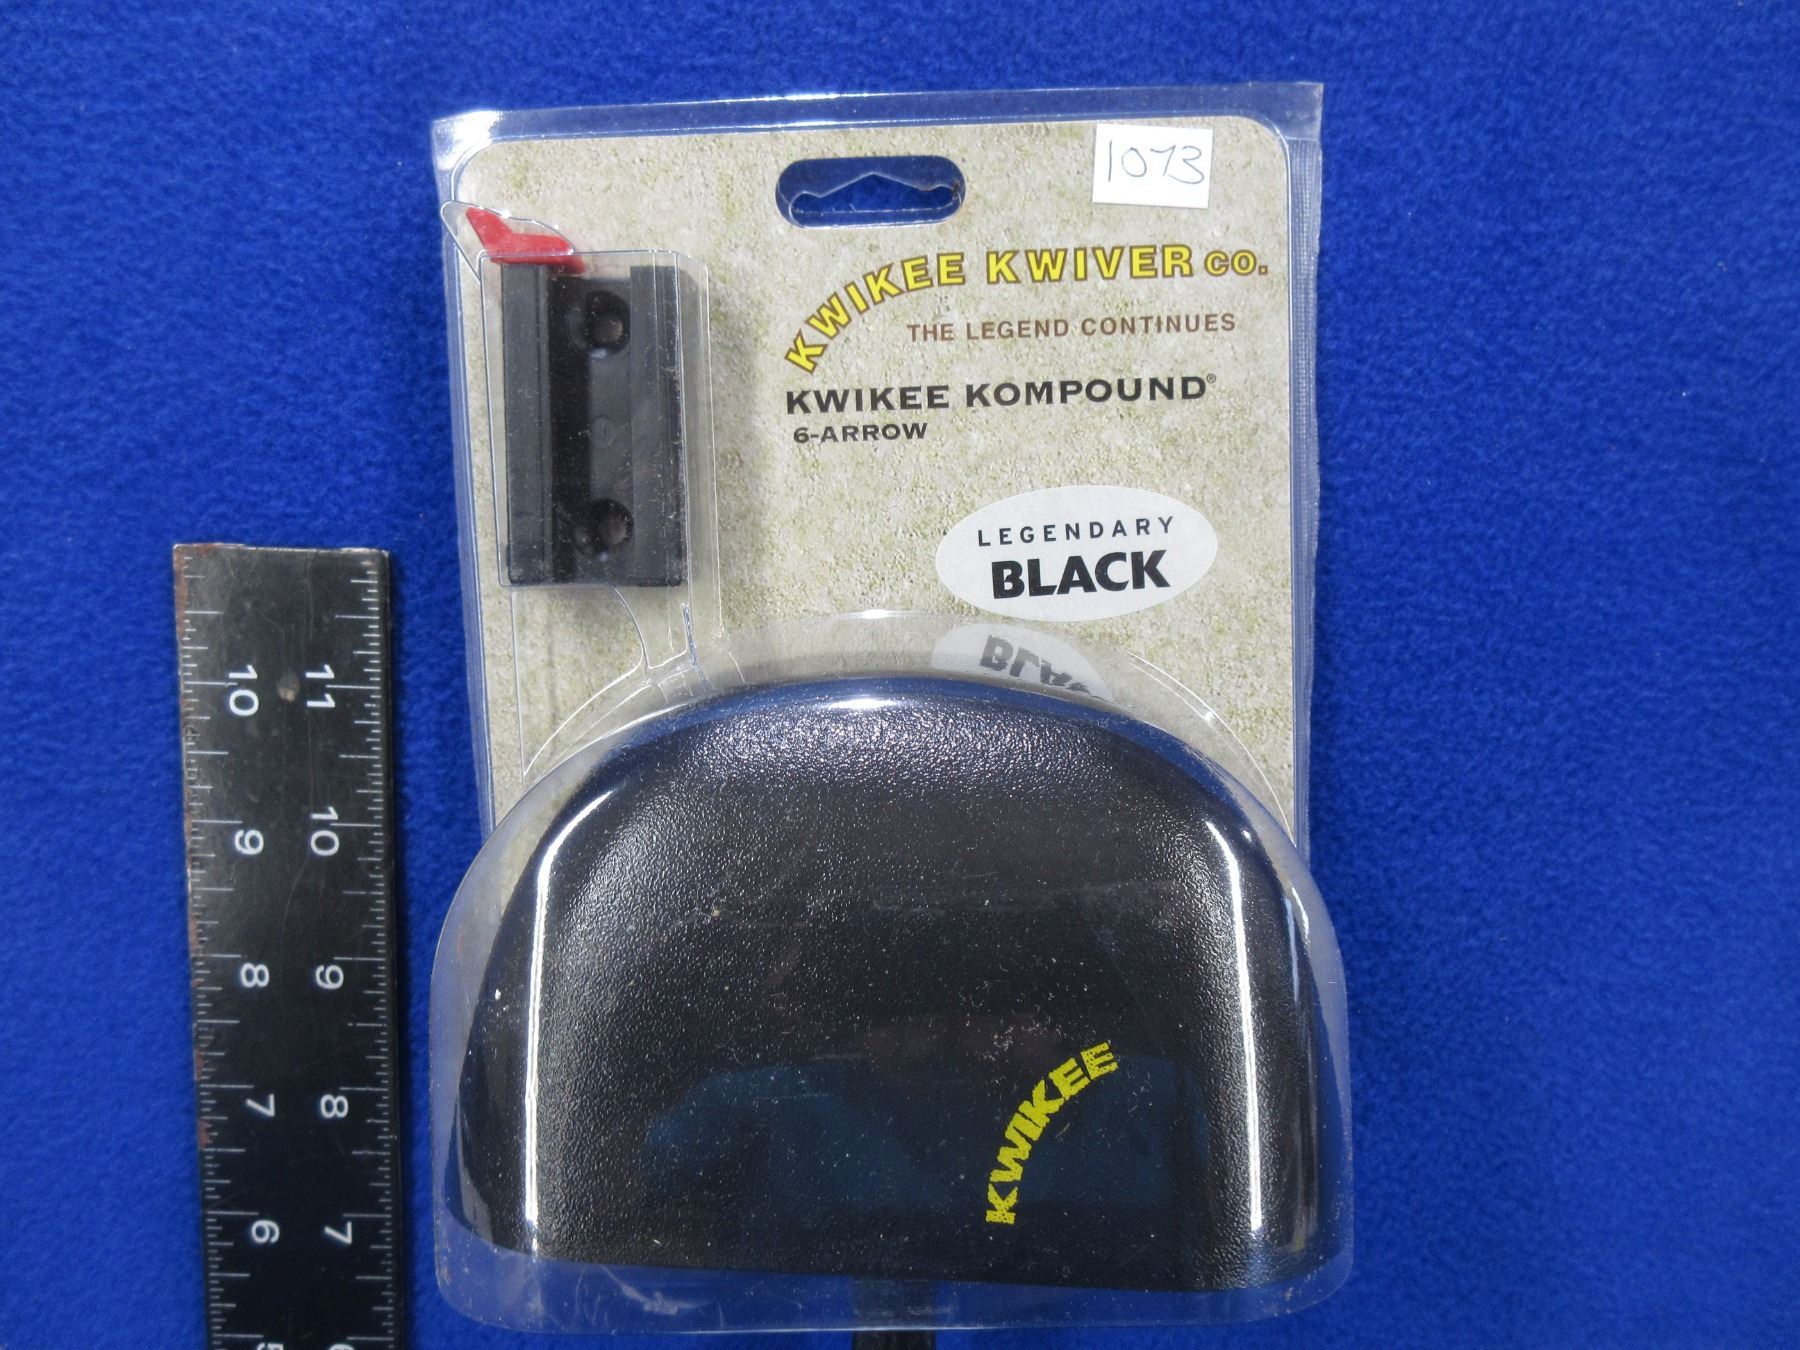 1073
KWIKEE KWIVER CO.
THE LEGEND CONTINUES
KWIKEE KOMPOUND®
6-ARROW
LEGENDARY
BLACK
KWIKEE
10 11
9 10
8 9
7 8
6 7
5 6